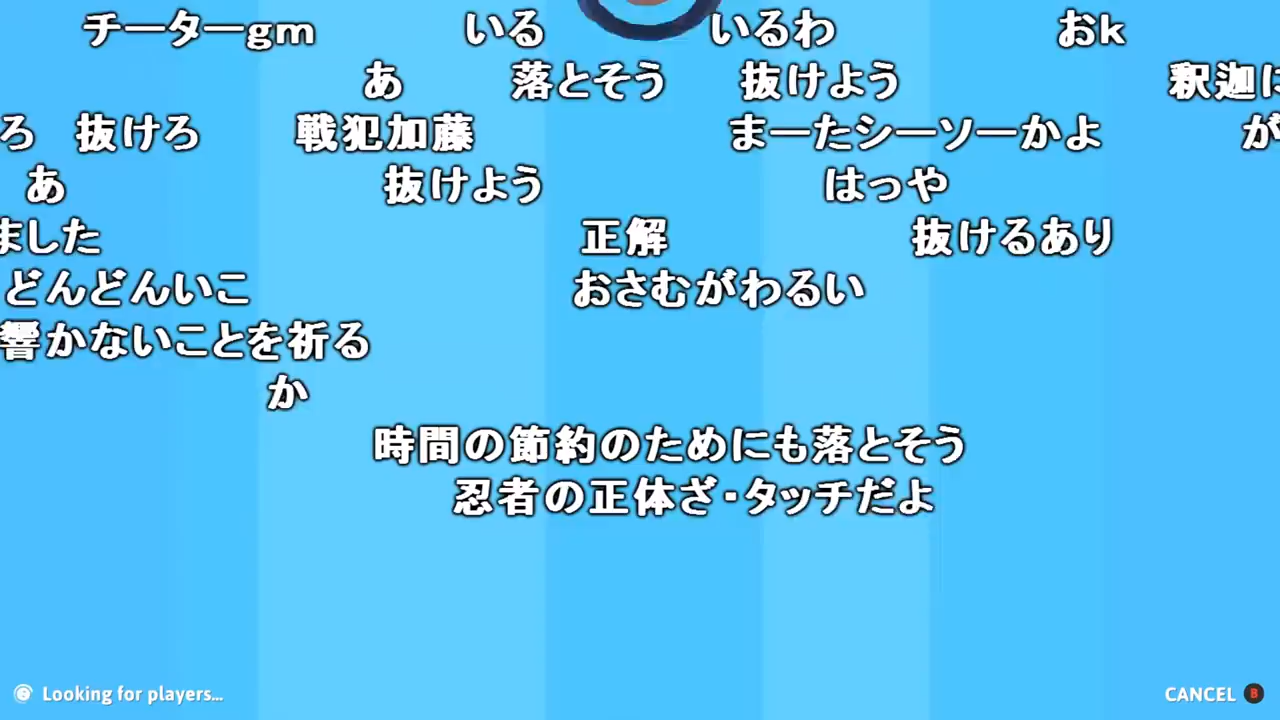 チーターgm いる いるわ おk
あ 落とそう 抜けよう 釈迦に
ろ 抜けろ 戦犯加藤 まーたシーソーかよ が
あ 抜けよう はっや
ました 正解 抜けるあり
どんどんいこ おさむがわるい
響かないことを祈る
か
時間の節約のためにも落とそう
忍者の正体ざ・タッチだよ
Looking for players... CANCEL B